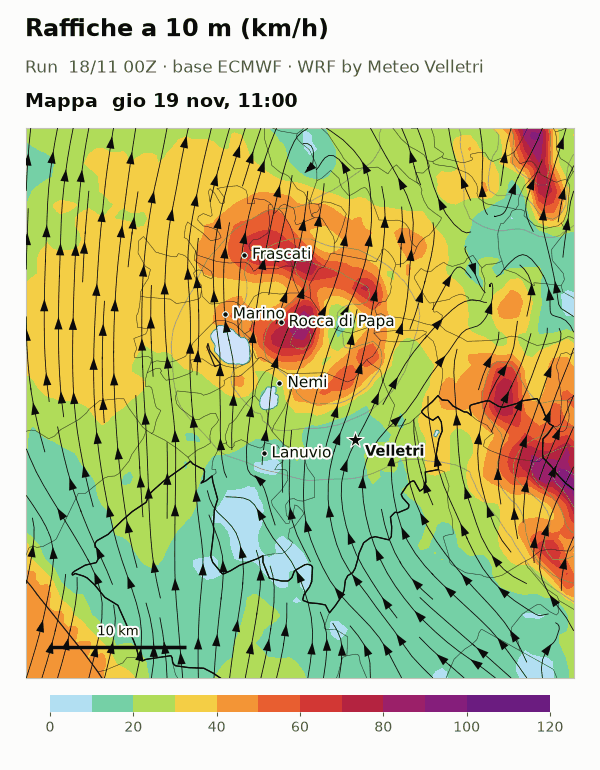 Raffiche a 10 m (km/h)
Run  18/11 00Z · base ECMWF · WRF by Meteo Velletri
Mappa  gio 19 nov, 11:00
Frascati
Marino
Rocca di Papa
Nemi
Velletri
Lanuvio
10 km
0 20 40 60 80 100 120